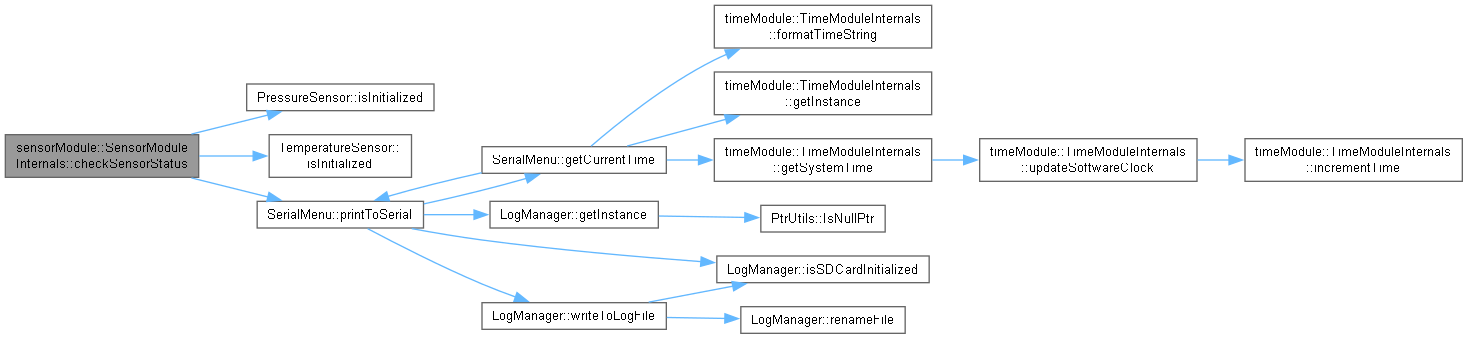 timeModule::TimeModuleInternals
::formatTimeString
timeModule::TimeModuleInternals
::getInstance
PressureSensor::isInitialized
sensorModule::SensorModule
Internals::checkSensorStatus
TemperatureSensor::
isInitialized
SerialMenu::getCurrentTime
timeModule::TimeModuleInternals
::getSystemTime
timeModule::TimeModuleInternals
::updateSoftwareClock
timeModule::TimeModuleInternals
::incrementTime
SerialMenu::printToSerial
LogManager::getInstance
PtrUtils::IsNullPtr
LogManager::isSDCardInitialized
LogManager::writeToLogFile
LogManager::renameFile